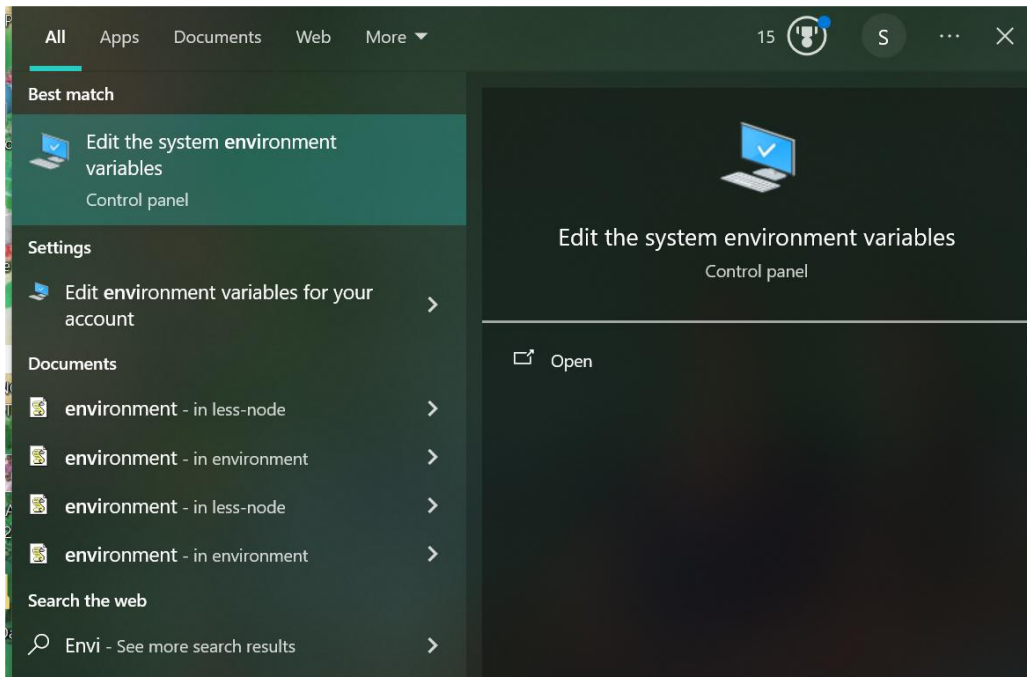 All Apps Documents Web More 15 S ...
Best match
Edit the system environment
variables
Control panel
Settings
Edit environment variables for your
account
Documents
environment - in less-node
environment - in environment
environment - in less-node
environment - in environment
Search the web
Envi - See more search results
Edit the system environment variables
Control panel
Open